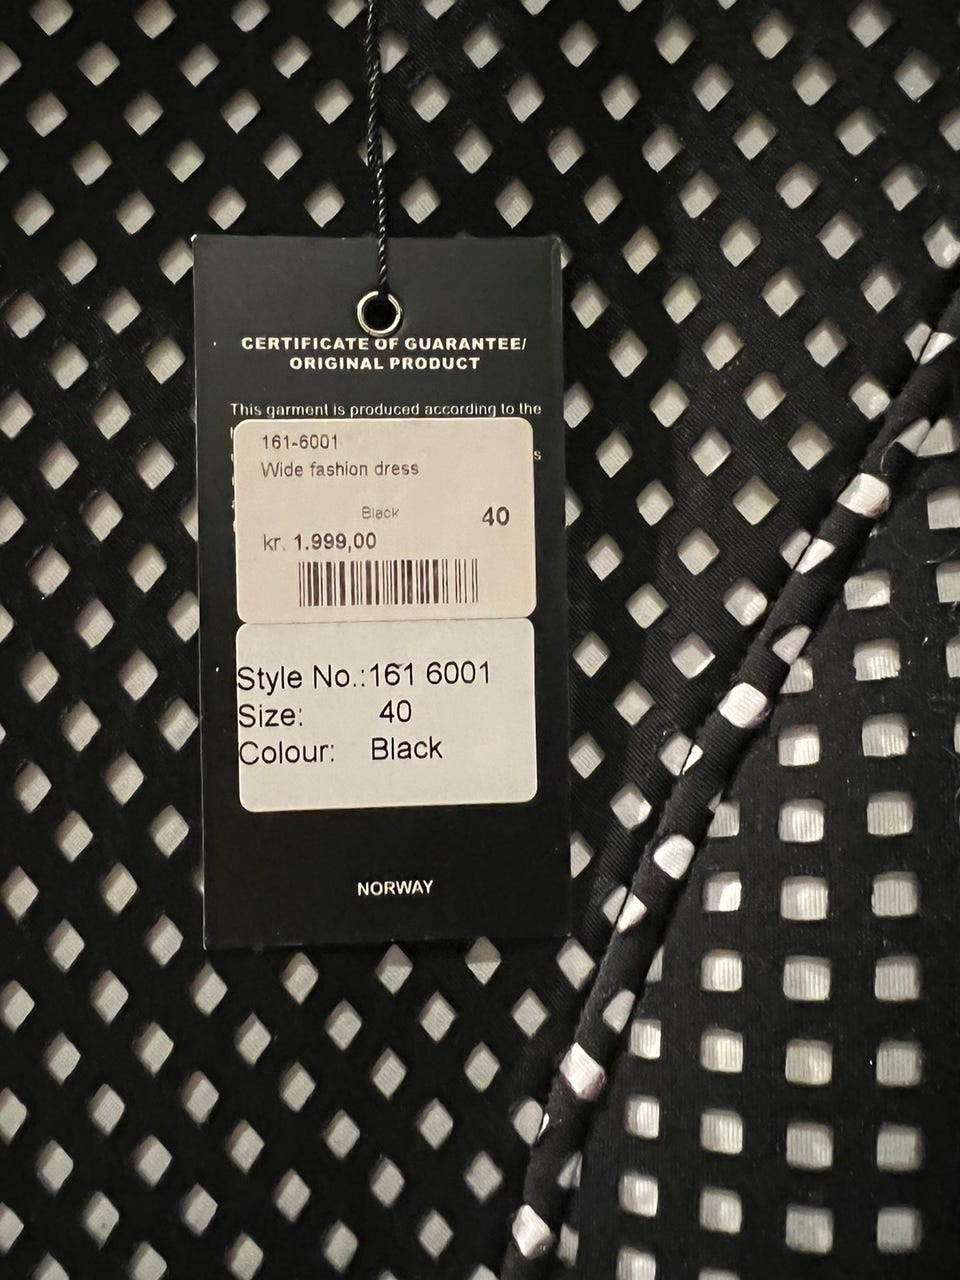 CERTIFICATE OF GUARANTEE/
ORIGINAL PRODUCT
This garment is produced according to the
161-6001
Wide fashion dress
Black 40
kr. 1.999,00
Style No.:161 6001
Size: 40
Colour: Black
NORWAY